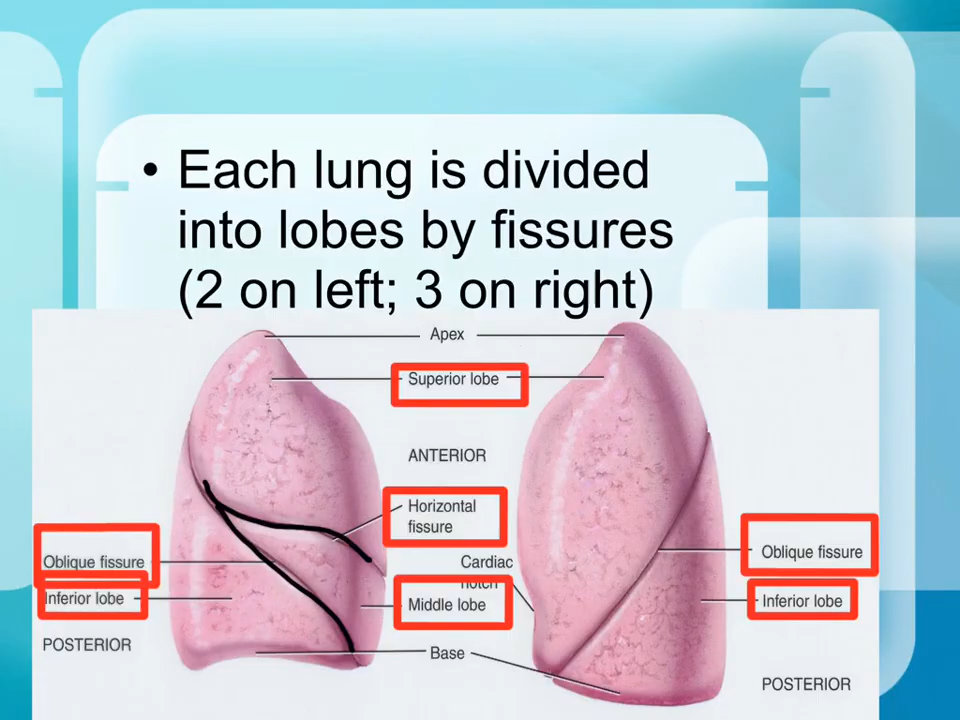 • Each lung is divided
into lobes by fissures
(2 on left; 3 on right)
Apex
Superior lobe
ANTERIOR
Horizontal
fissure
Oblique fissure
Oblique fissure
Cardiac
notch
Inferior lobe
Middle lobe
Inferior lobe
POSTERIOR
Base
POSTERIOR